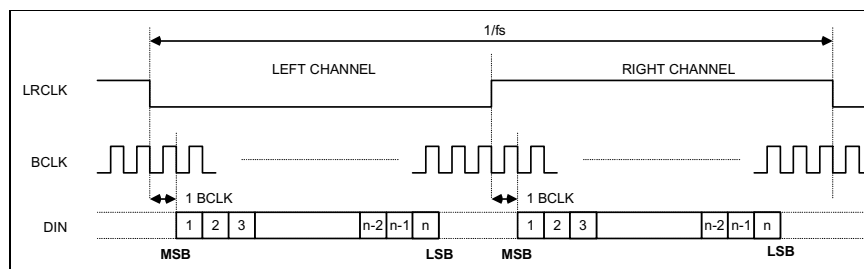 1/fs
LEFT CHANNEL RIGHT CHANNEL
LRCLK
BCLK
1 BCLK 1 BCLK
DIN 1 2 3 n-2 n-1 n 1 2 3 n-2 n-1 n
MSB LSB MSB LSB